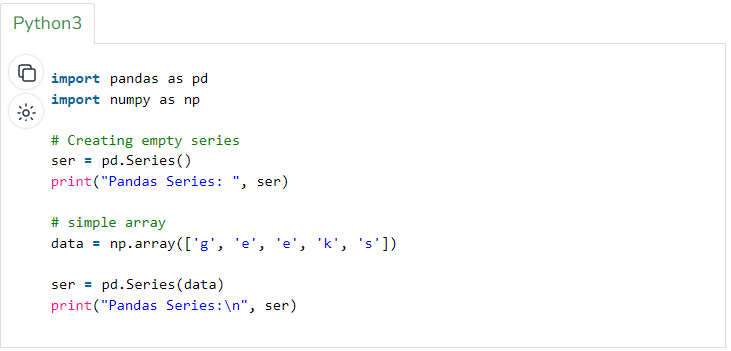 Python3
import pandas as pd
import numpy as np
# Creating empty series
ser = pd.Series()
print("Pandas Series: ", ser)
# simple array
data = np.array(['g', 'e', 'e', 'k', 's'])
ser = pd.Series(data)
print("Pandas Series:\n", ser)